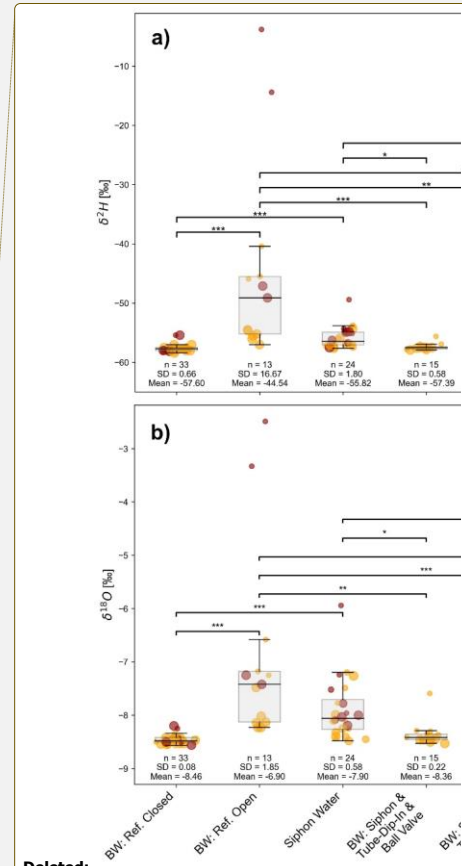 a)
δ²H [‰]
−10
−20
−30
−40
−50
−60
*
**
***
***
***
n = 33
SD = 0.66
Mean = -57.60
n = 13
SD = 16.67
Mean = -44.54
n = 24
SD = 1.80
Mean = -55.82
n = 15
SD = 0.58
Mean = -57.39
b)
δ¹⁸O [‰]
−3
−4
−5
−6
−7
−8
−9
*
***
**
***
***
n = 33
SD = 0.08
Mean = -8.46
n = 13
SD = 1.85
Mean = -6.90
n = 24
SD = 0.58
Mean = -7.90
n = 15
SD = 0.22
Mean = -8.36
BW: Ref. Closed
BW: Ref. Open
Siphon Water
BW: Siphon &
Tube-Dip-In &
Ball Valve
Deleted: